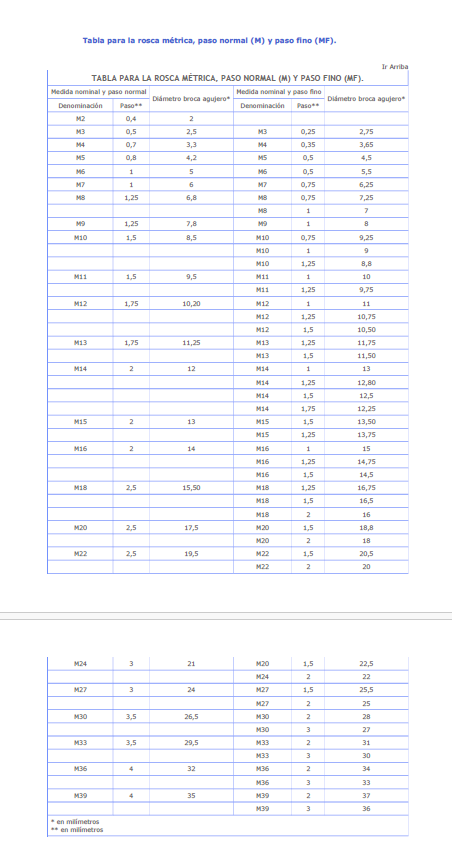 Tabla para la rosca métrica, paso normal (M) y paso fino (MF).
Ir Arriba
TABLA PARA LA ROSCA MÉTRICA, PASO NORMAL (M) Y PASO FINO (MF).
Medida nominal y paso normal Diámetro broca agujero* Medida nominal y paso fino Diámetro broca agujero*
Denominación Paso** Denominación Paso**
M2 0,4 2
M3 0,5 2,5 M3 0,25 2,75
M4 0,7 3,3 M4 0,35 3,65
M5 0,8 4,2 M5 0,5 4,5
M6 1 5 M6 0,5 5,5
M7 1 6 M7 0,75 6,25
M8 1,25 6,8 M8 0,75 7,25
M8 1 7
M9 1,25 7,8 M9 1 8
M10 1,5 8,5 M10 0,75 9,25
M10 1 9
M10 1,25 8,8
M11 1,5 9,5 M11 1 10
M11 1,25 9,75
M12 1,75 10,20 M12 1 11
M12 1,25 10,75
M12 1,5 10,50
M13 1,75 11,25 M13 1,25 11,75
M13 1,5 11,50
M14 2 12 M14 1 13
M14 1,25 12,80
M14 1,5 12,5
M14 1,75 12,25
M15 2 13 M15 1,5 13,50
M15 1,25 13,75
M16 2 14 M16 1 15
M16 1,25 14,75
M16 1,5 14,5
M18 2,5 15,50 M18 1,25 16,75
M18 1,5 16,5
M18 2 16
M20 2,5 17,5 M20 1,5 18,8
M20 2 18
M22 2,5 19,5 M22 1,5 20,5
M22 2 20
M24 3 21 M20 1,5 22,5
M24 2 22
M27 3 24 M27 1,5 25,5
M27 2 25
M30 3,5 26,5 M30 2 28
M30 3 27
M33 3,5 29,5 M33 2 31
M33 3 30
M36 4 32 M36 2 34
M36 3 33
M39 4 35 M39 2 37
M39 3 36
* en milímetros
** en milímetros